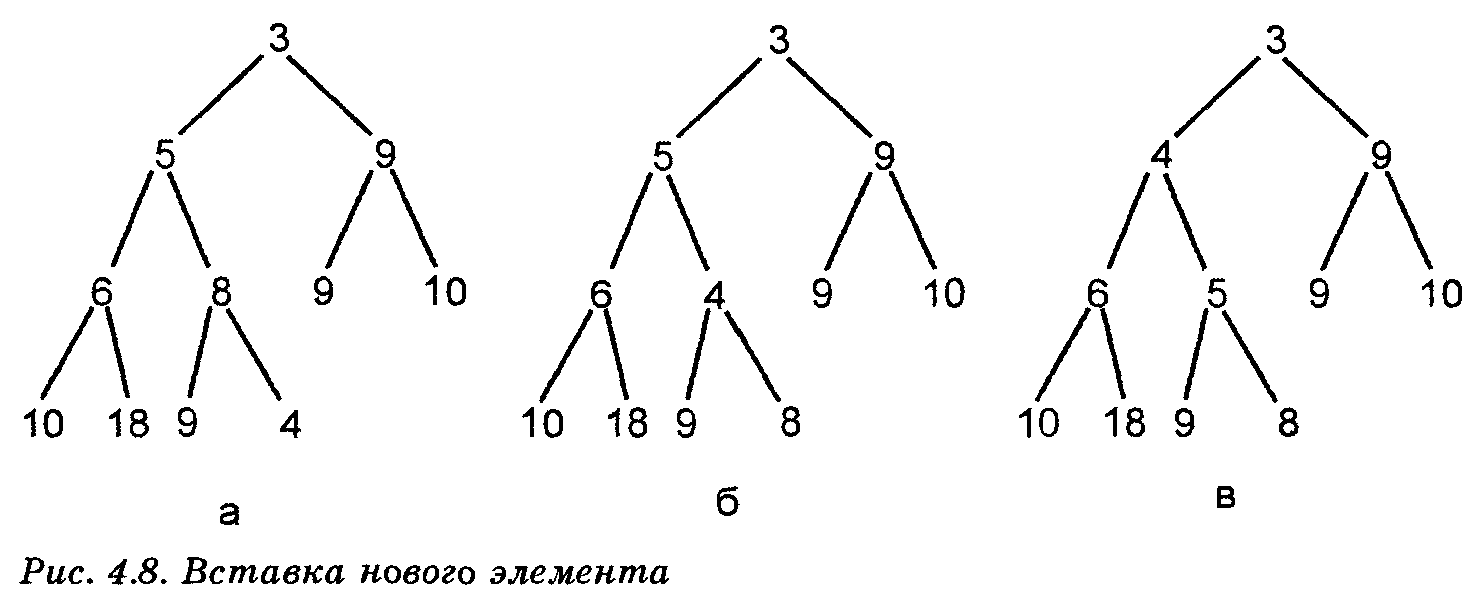 3 3 3
5 9 5 9 4 9
6 8 9 10 6 4 9 10 6 5 9 10
10 18 9 4 10 18 9 8 10 18 9 8
а б в
Рис. 4.8. Вставка нового элемента